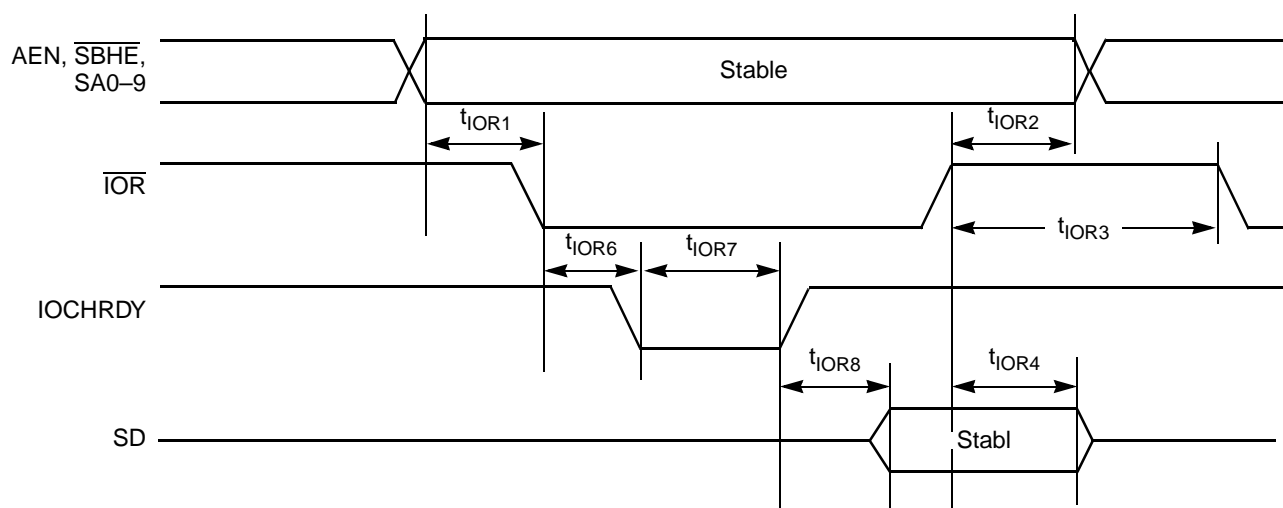 AEN, SBHE,
SA0–9
Stable
tIOR1
tIOR2
IOR
tIOR3
tIOR6
tIOR7
IOCHRDY
tIOR8
tIOR4
SD
Stabl